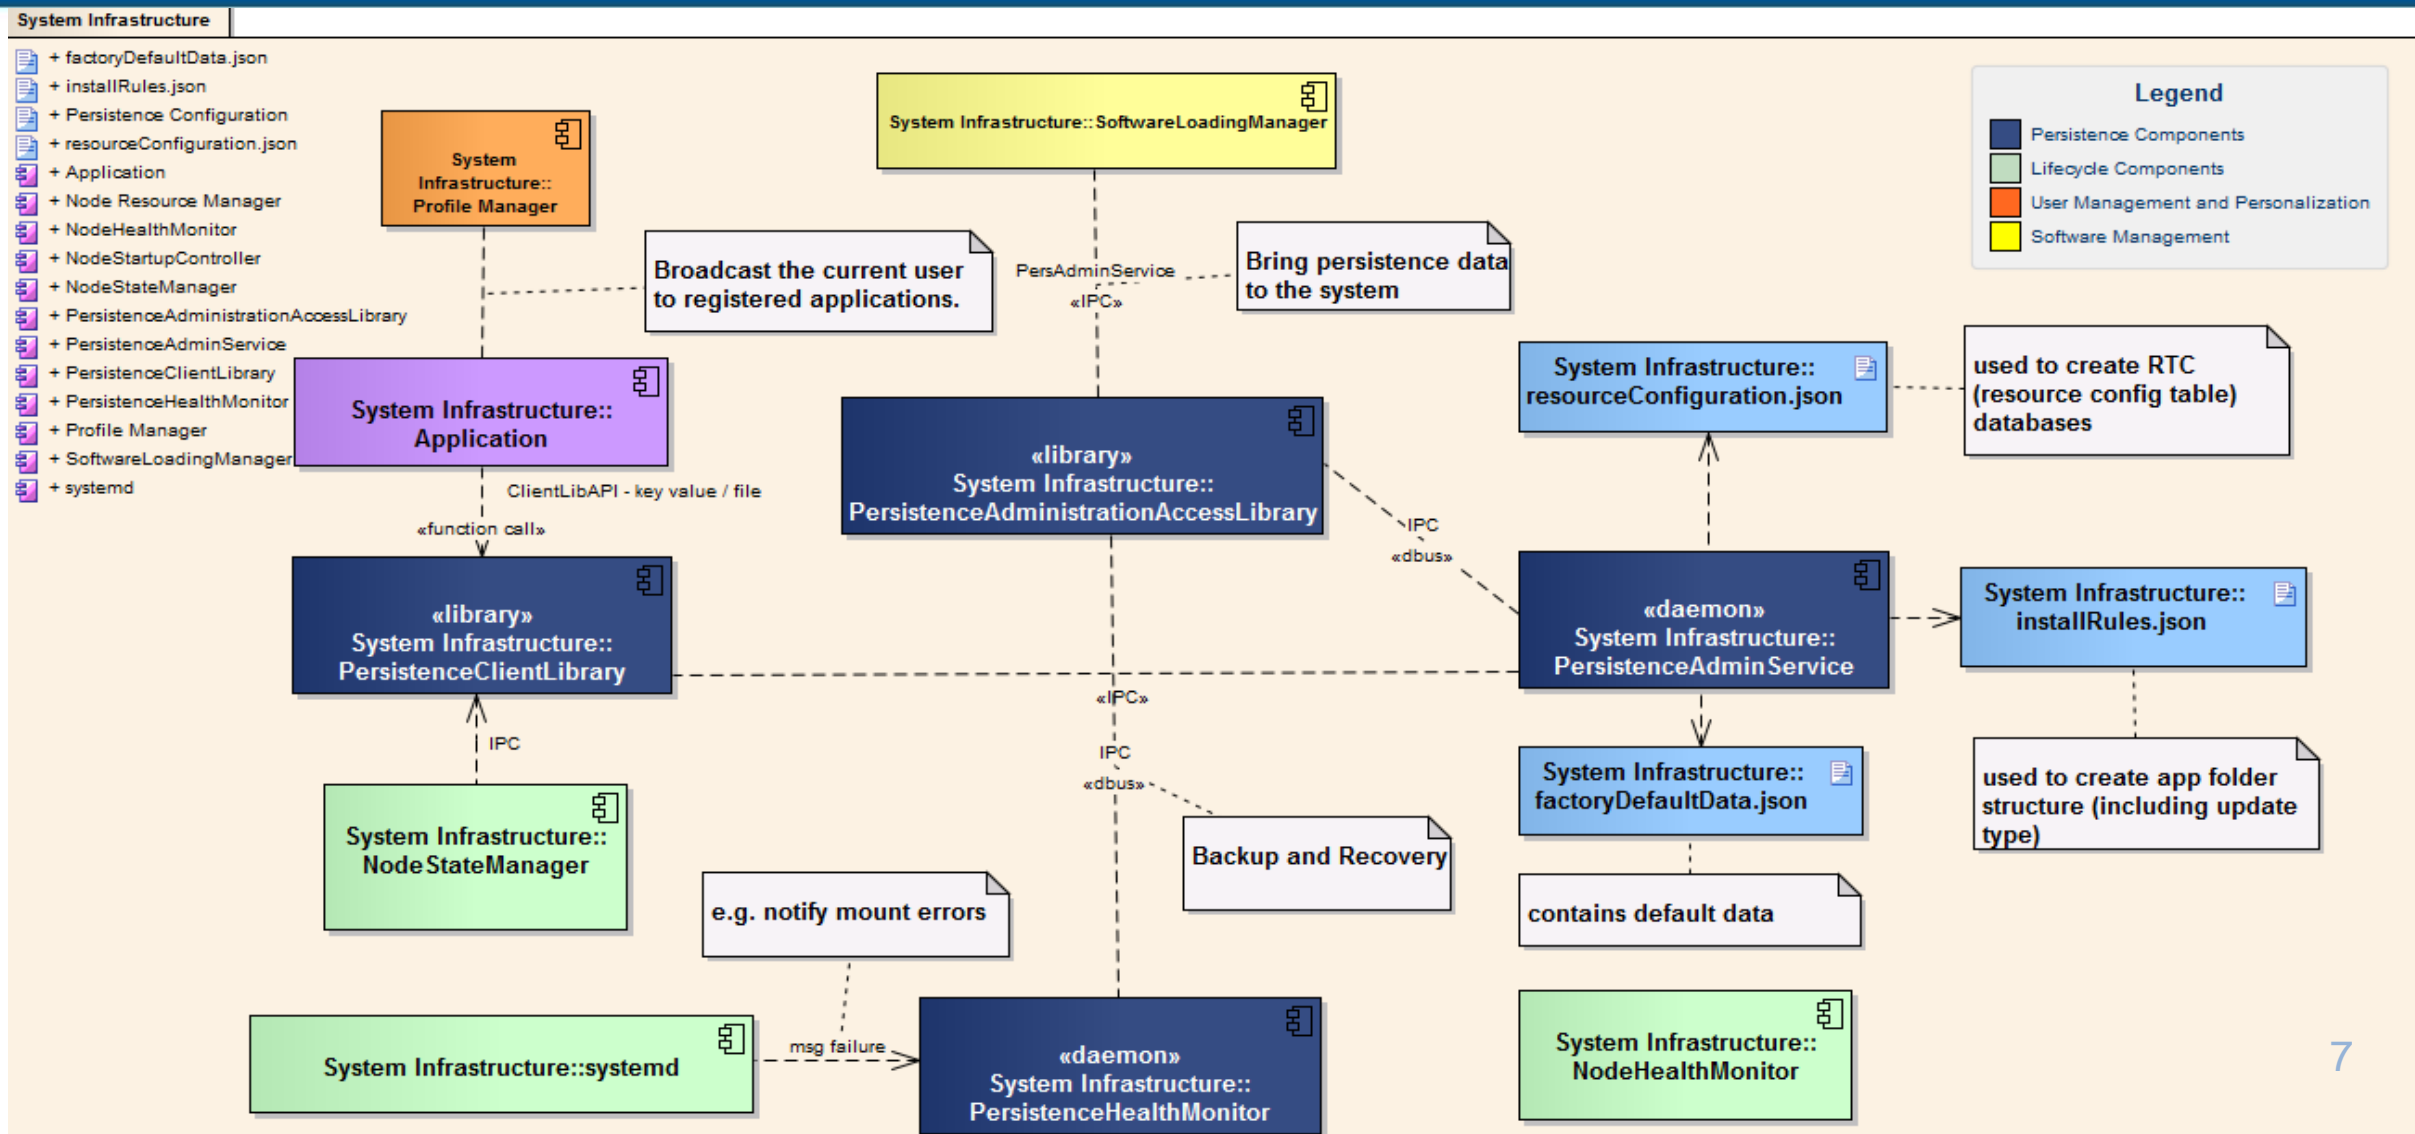 System Infrastructure
+ factoryDefaultData.json
+ installRules.json
+ Persistence Configuration
+ resourceConfiguration.json
+ Application
+ Node Resource Manager
+ NodeHealthMonitor
+ NodeStartupController
+ NodeStateManager
+ PersistenceAdministrationAccessLibrary
+ PersistenceAdminService
+ PersistenceClientLibrary
+ PersistenceHealthMonitor
+ Profile Manager
+ SoftwareLoadingManager
+ systemd
System
Infrastructure::
Profile Manager
System Infrastructure::SoftwareLoadingManager
Legend
Persistence Components
Lifecycle Components
User Management and Personalization
Software Management
Broadcast the current user
to registered applications.
PersAdminService
«IPC»
Bring persistence data
to the system
System Infrastructure::
Application
ClientLibAPI - key value / file
«function call»
«library»
System Infrastructure::
PersistenceAdministrationAccessLibrary
System Infrastructure::
resourceConfiguration.json
used to create RTC
(resource config table)
databases
IPC
«dbus»
«library»
System Infrastructure::
PersistenceClientLibrary
«daemon»
System Infrastructure::
PersistenceAdminService
System Infrastructure::
installRules.json
«IPC»
IPC
IPC
«dbus»
System Infrastructure::
factoryDefaultData.json
used to create app folder
structure (including update
type)
System Infrastructure::
NodeStateManager
Backup and Recovery
e.g. notify mount errors
contains default data
System Infrastructure::systemd
msg failure
«daemon»
System Infrastructure::
PersistenceHealthMonitor
System Infrastructure::
NodeHealthMonitor
7